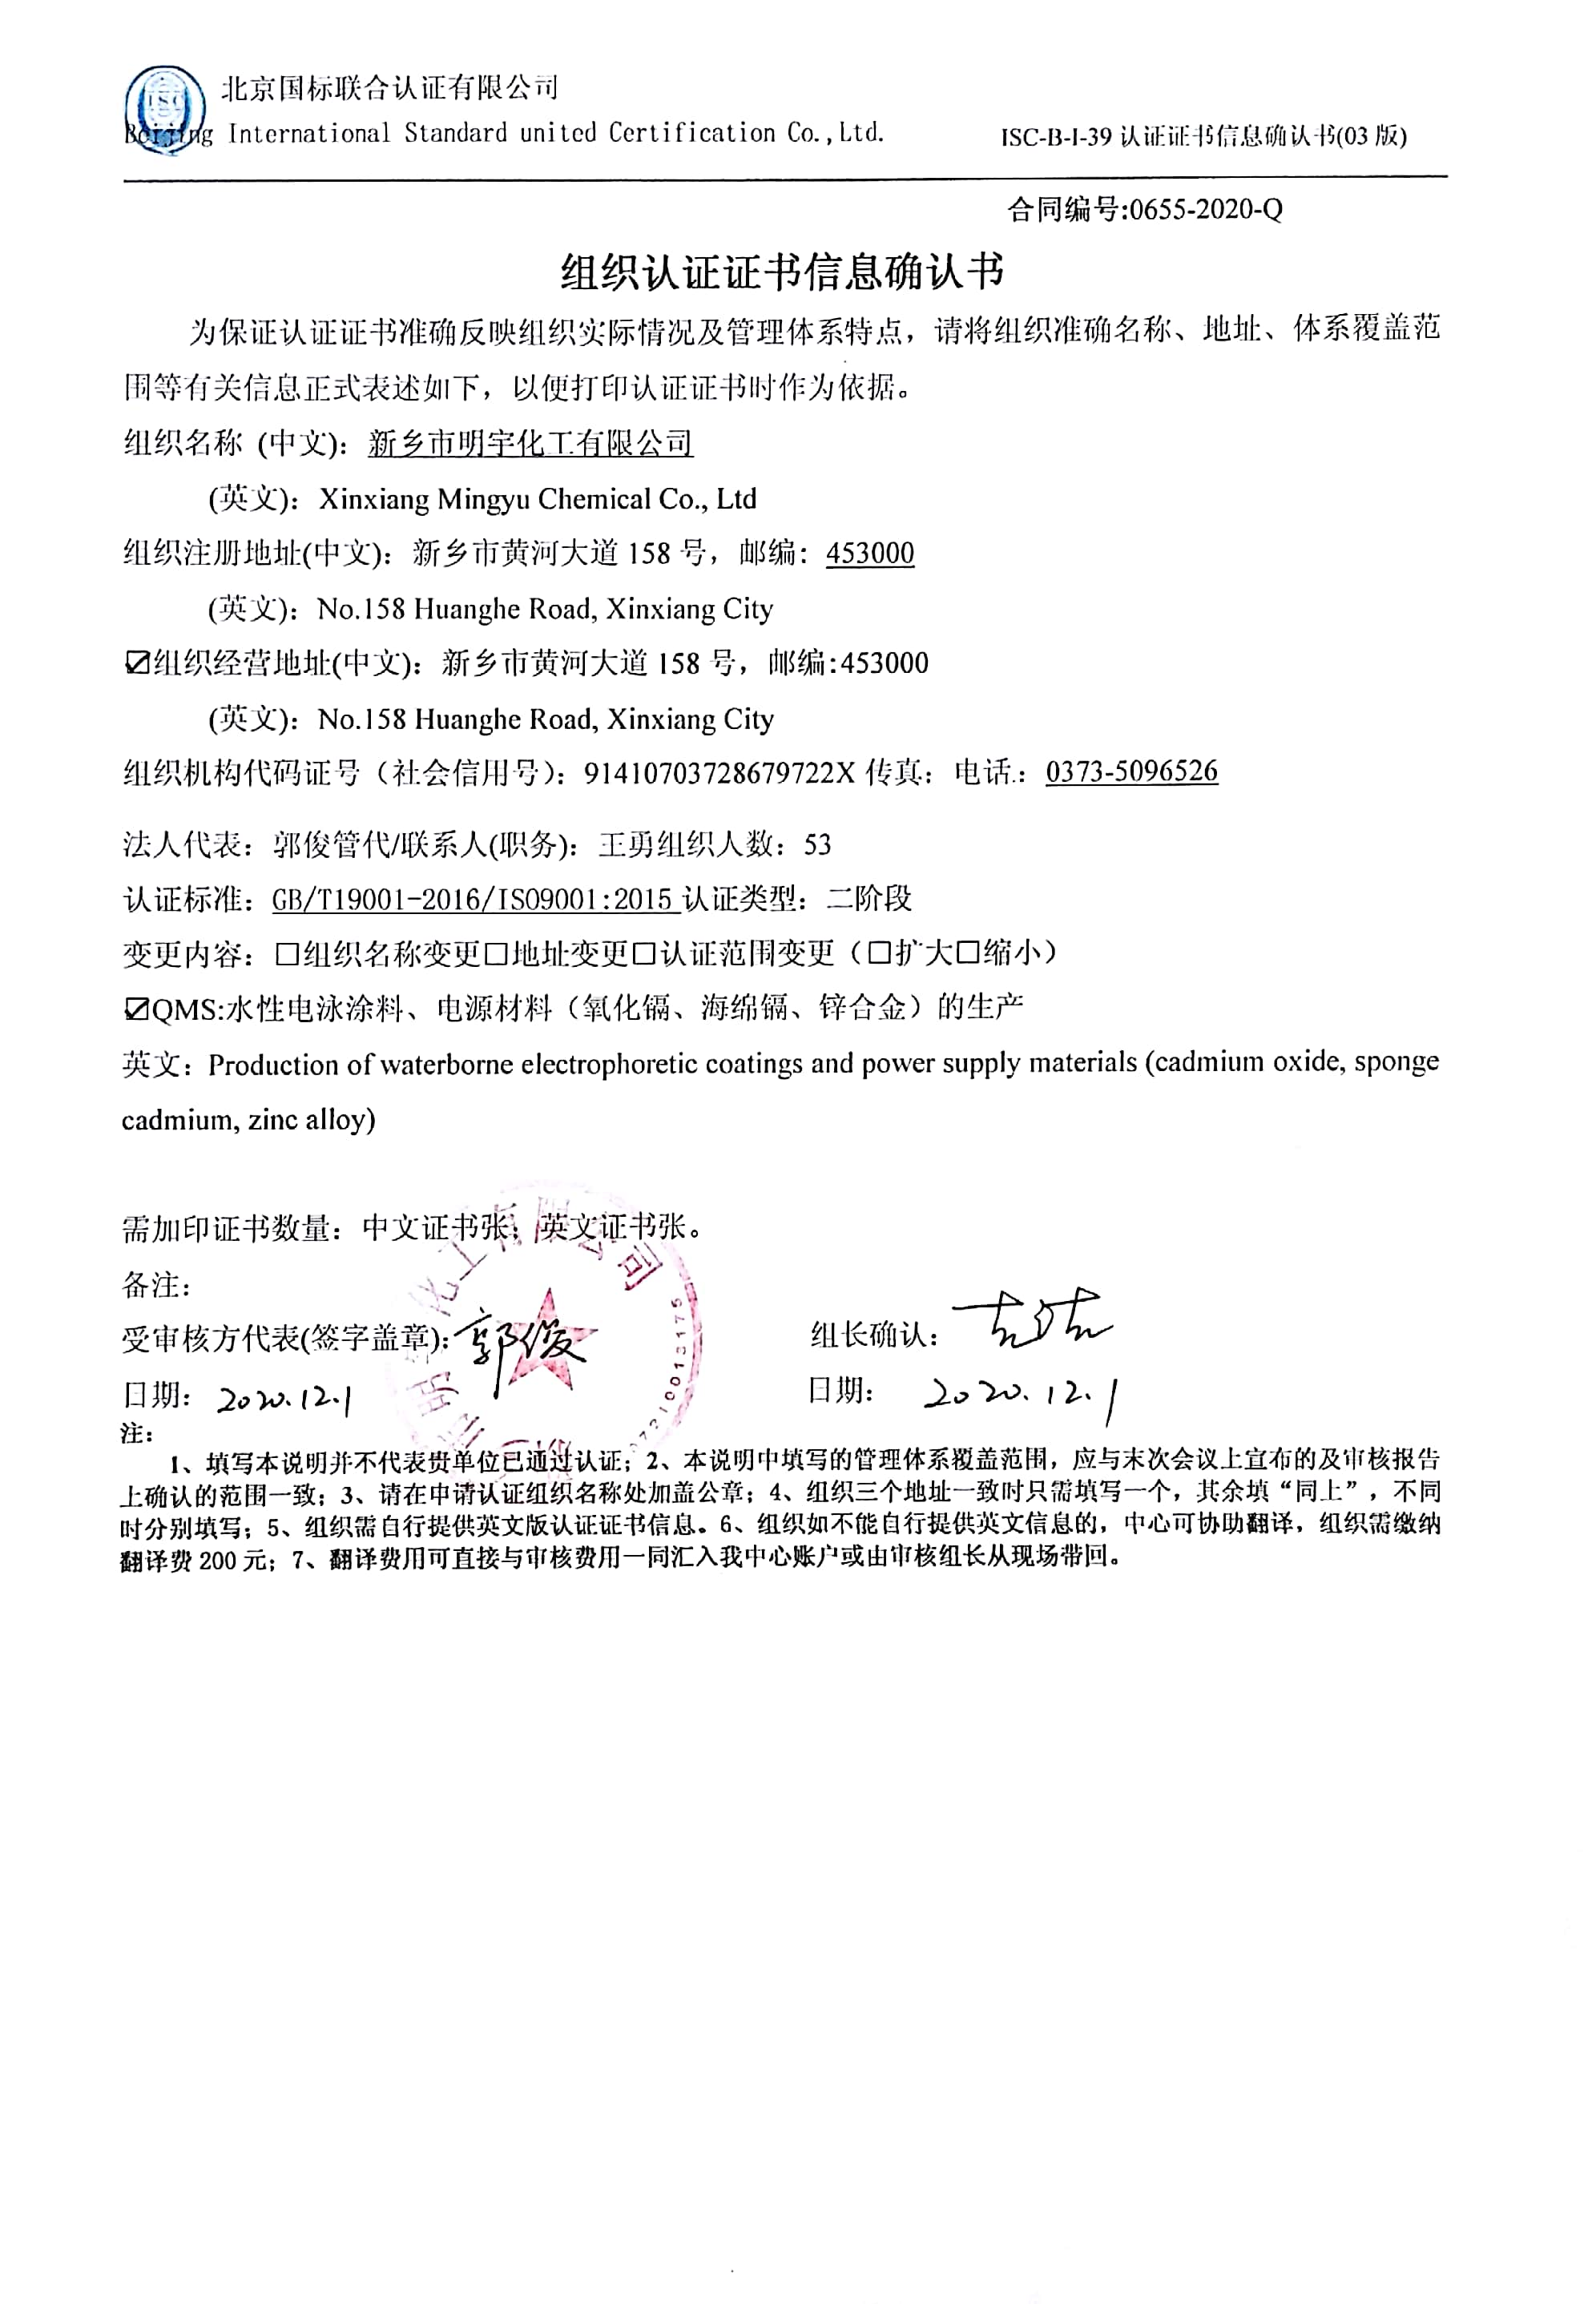 ISC
北京国标联合认证有限公司
Beijing International Standard united Certification Co.,Ltd.
ISC-B-I-39 认证证书信息确认书(03 版)
合同编号:0655-2020-Q
组织认证证书信息确认书
为保证认证证书准确反映组织实际情况及管理体系特点，请将组织准确名称、地址、体系覆盖范
围等有关信息正式表述如下，以便打印认证证书时作为依据。
组织名称 (中文)：新乡市明宇化工有限公司
(英文)：Xinxiang Mingyu Chemical Co., Ltd
组织注册地址(中文)：新乡市黄河大道 158 号，邮编：453000
(英文)：No.158 Huanghe Road, Xinxiang City
☑组织经营地址(中文)：新乡市黄河大道 158 号，邮编:453000
(英文)：No.158 Huanghe Road, Xinxiang City
组织机构代码证号（社会信用号)：91410703728679722X 传真：电话.：0373-5096526
法人代表：郭俊管代/联系人(职务)：王勇组织人数：53
认证标准：GB/T19001-2016/ISO9001:2015 认证类型：二阶段
变更内容：□组织名称变更□地址变更□认证范围变更（□扩大□缩小）
☑QMS:水性电泳涂料、电源材料（氧化镉、海绵镉、锌合金）的生产
英文：Production of waterborne electrophoretic coatings and power supply materials (cadmium oxide, sponge
cadmium, zinc alloy)
需加印证书数量：中文证书张；英文证书张。
备注：
受审核方代表(签字盖章)：郭俊
组长确认：
日期：2020.12.1
日期：2020.12.1
注：
1、填写本说明并不代表贵单位已通过认证；2、本说明中填写的管理体系覆盖范围，应与末次会议上宣布的及审核报告
上确认的范围一致；3、请在申请认证组织名称处加盖公章；4、组织三个地址一致时只需填写一个，其余填“同上”，不同
时分别填写；5、组织需自行提供英文版认证证书信息。6、组织如不能自行提供英文信息的，中心可协助翻译，组织需缴纳
翻译费 200 元；7、翻译费用可直接与审核费用一同汇入我中心账户或由审核组长从现场带回。